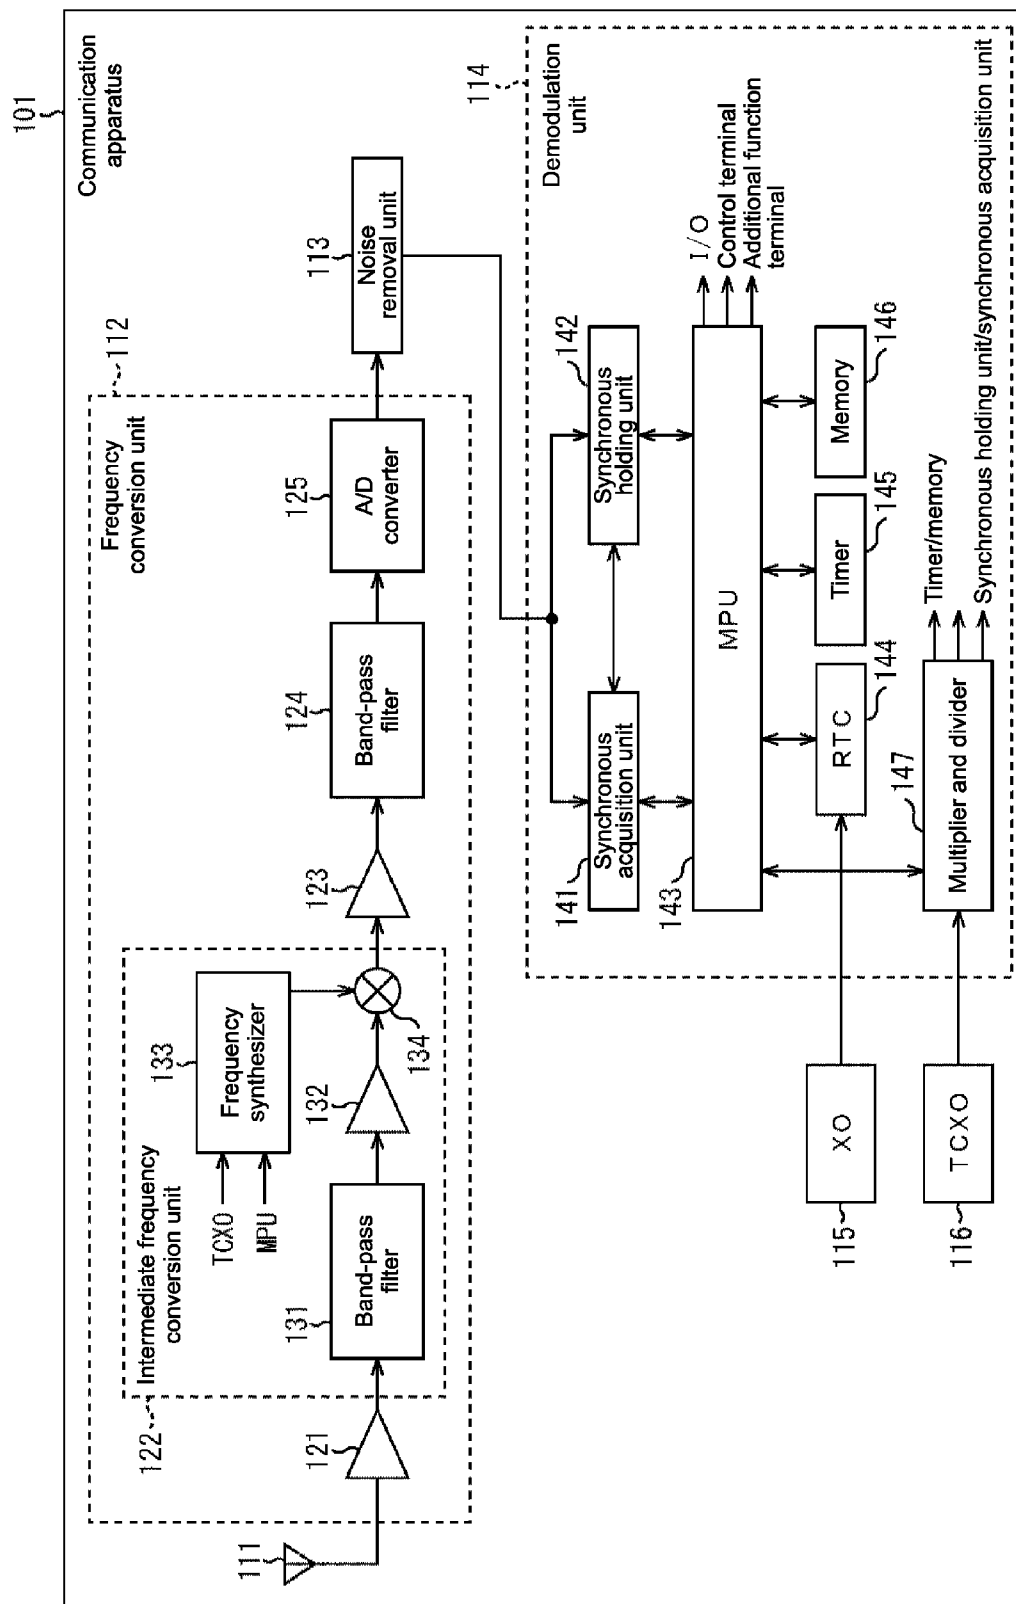 101
Communication
apparatus
112
Frequency
conversion unit
122
Intermediate frequency
conversion unit
133
Frequency
synthesizer
TCXO
MPU
111
121
131
Band-pass
filter
132
134
123
124
Band-pass
filter
125
A/D
converter
113
Noise
removal unit
114
Demodulation
unit
141
Synchronous
acquisition unit
142
Synchronous
holding unit
143
MPU
I/O
Control terminal
Additional function
terminal
RTC
144
Timer
145
Memory
146
147
Multiplier and divider
Timer/memory
Synchronous holding unit/synchronous acquisition unit
XO
115
TCXO
116